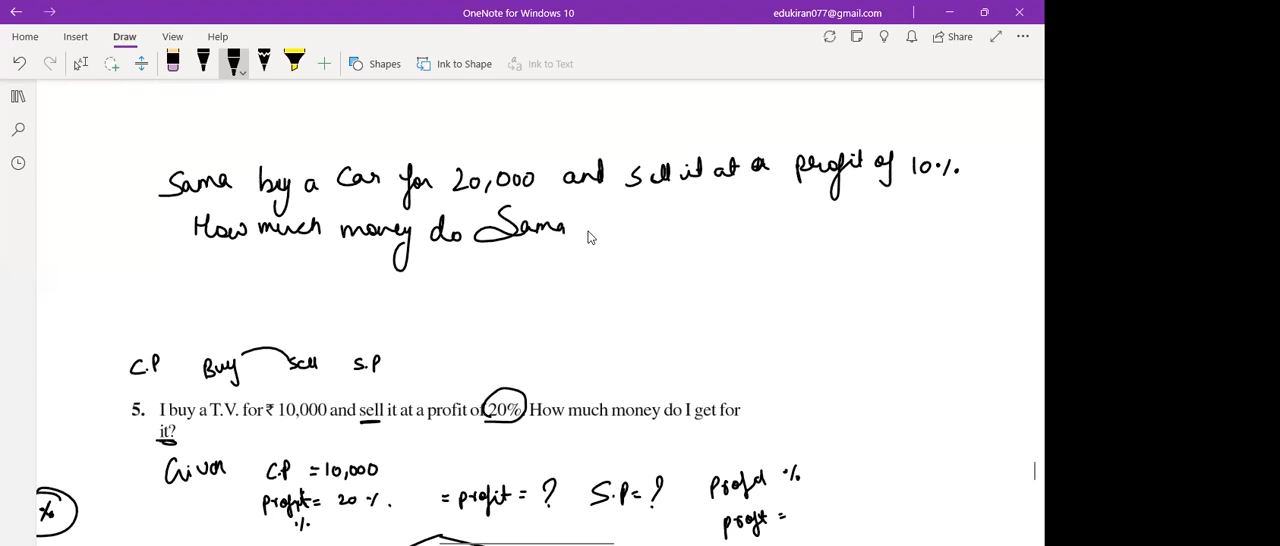 OneNote for Windows 10
edukiran077@gmail.com
Home Insert Draw View Help
Share
Shapes Ink to Shape Ink to Text
Sama by a Car for 20,000 and sell it at a profit of 10%.
How much money do Sama
C.P Buy Sell S.P
5. I buy a T.V. for ₹ 10,000 and sell it at a profit of 20%. How much money do I get for
it?
Given C.P = 10,000
profit = 20 %. = profit = ? S.P = ? profit %
%
profit =
%